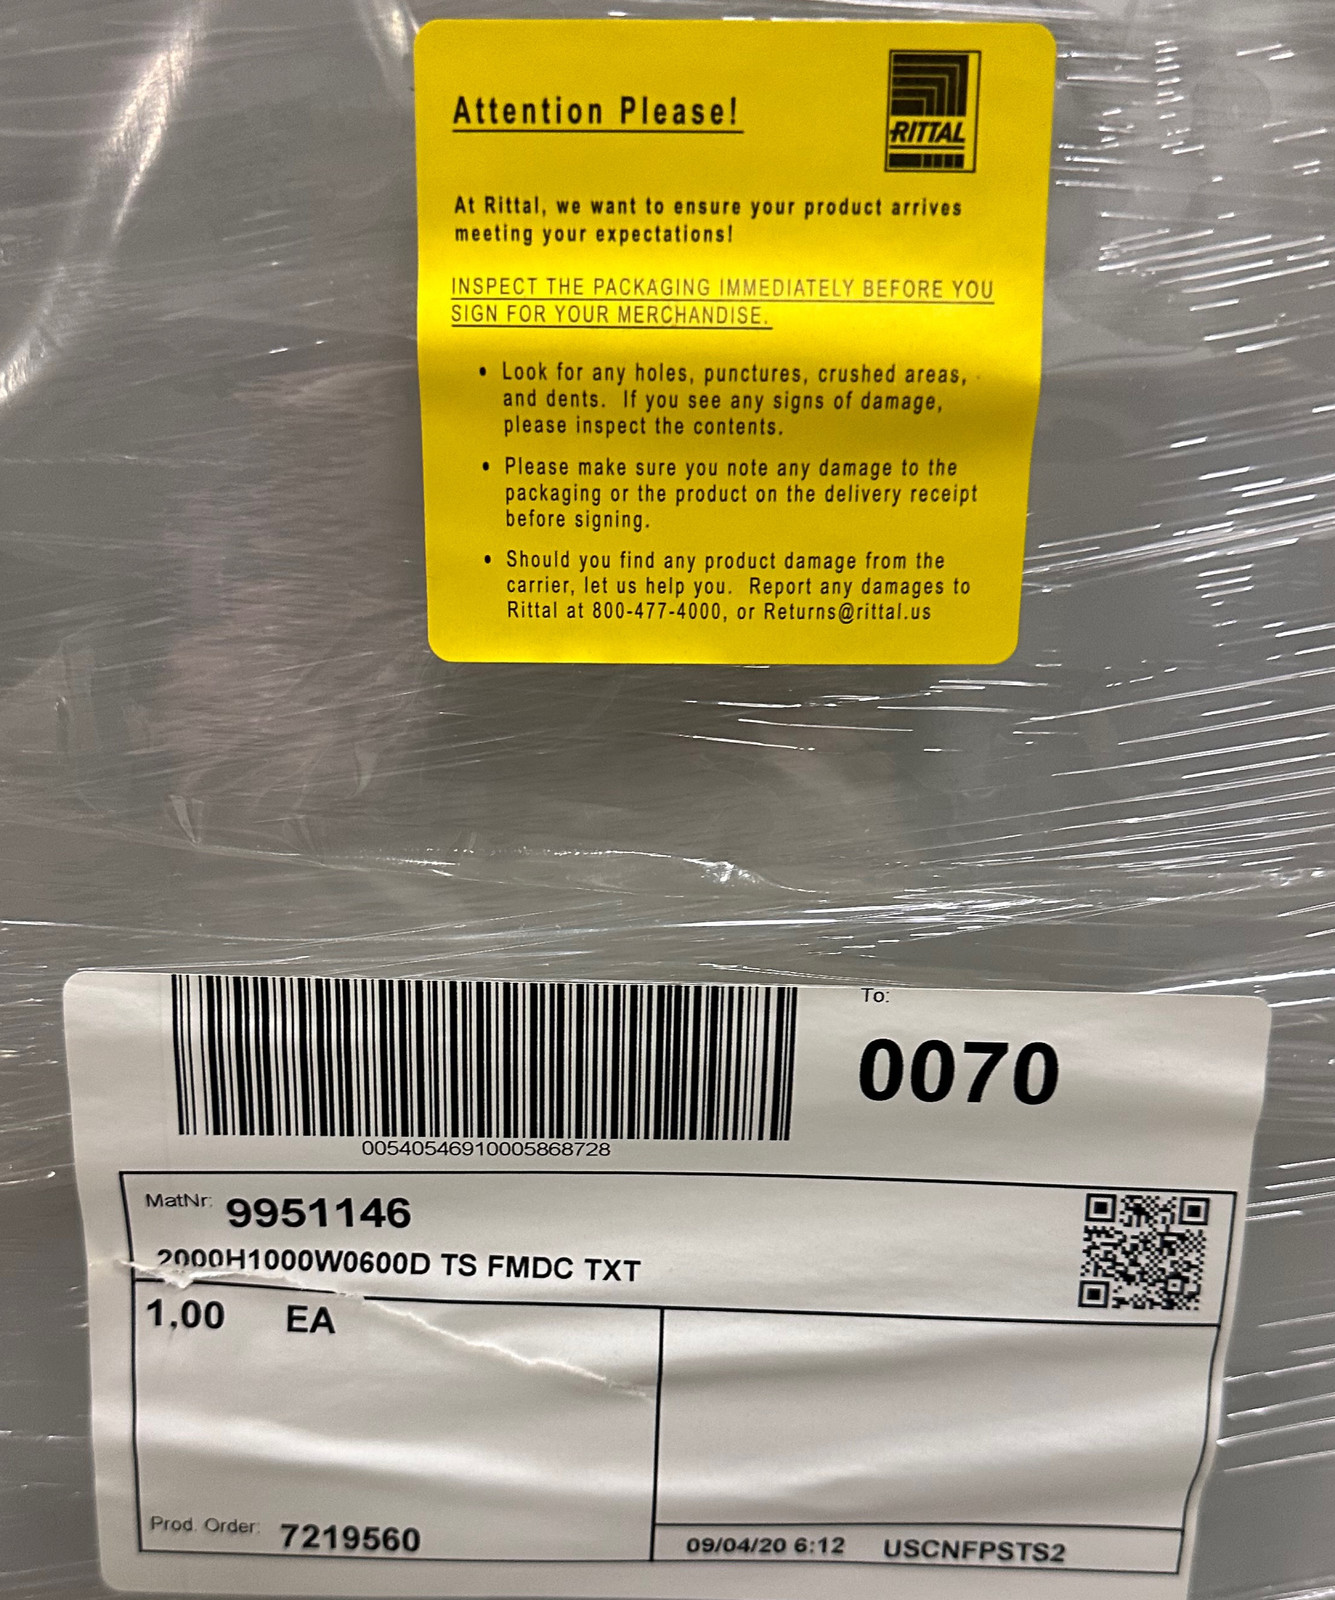 Attention Please!
RITTAL
At Rittal, we want to ensure your product arrives
meeting your expectations!
INSPECT THE PACKAGING IMMEDIATELY BEFORE YOU
SIGN FOR YOUR MERCHANDISE.
• Look for any holes, punctures, crushed areas,
and dents. If you see any signs of damage,
please inspect the contents.
• Please make sure you note any damage to the
packaging or the product on the delivery receipt
before signing.
• Should you find any product damage from the
carrier, let us help you. Report any damages to
Rittal at 800-477-4000, or Returns@rittal.us
To:
0070
00540546910005868728
MatNr: 9951146
2000H1000W0600D TS FMDC TXT
1,00 EA
Prod. Order: 7219560
09/04/20 6:12 USCNFPSTS2